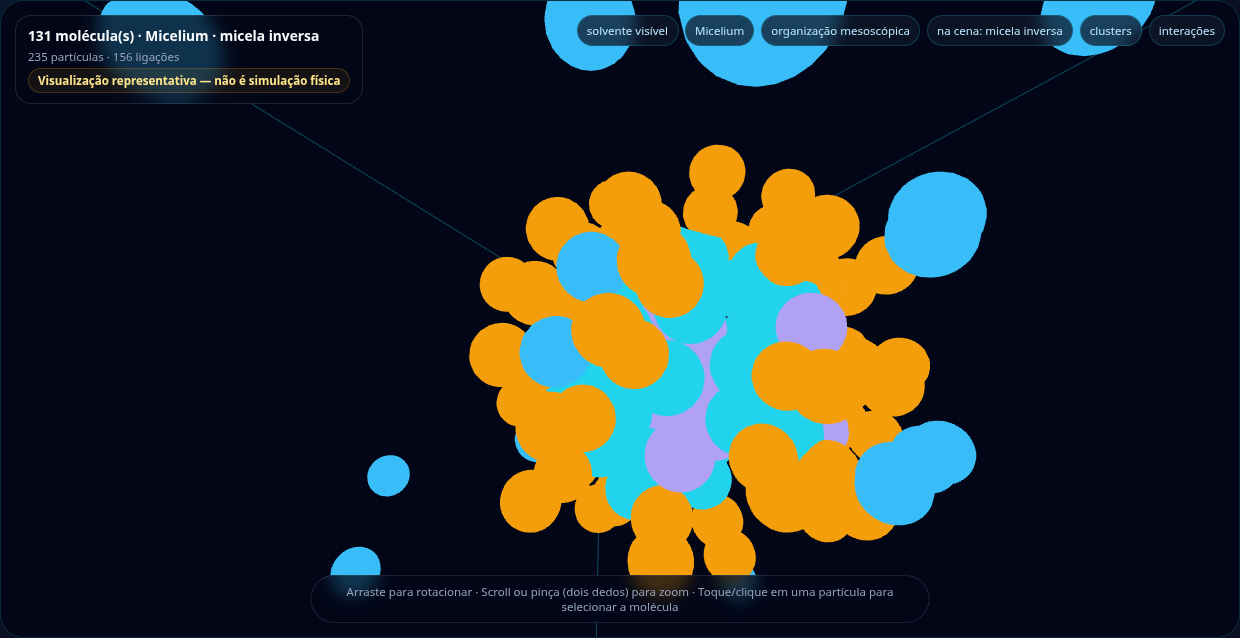 131 molécula(s) · Micelium · micela inversa
235 partículas · 156 ligações
Visualização representativa — não é simulação física
solvente visível
Micelium
organização mesoscópica
na cena: micela inversa
clusters
interações
Arraste para rotacionar · Scroll ou pinça (dois dedos) para zoom · Toque/clique em uma partícula para
selecionar a molécula